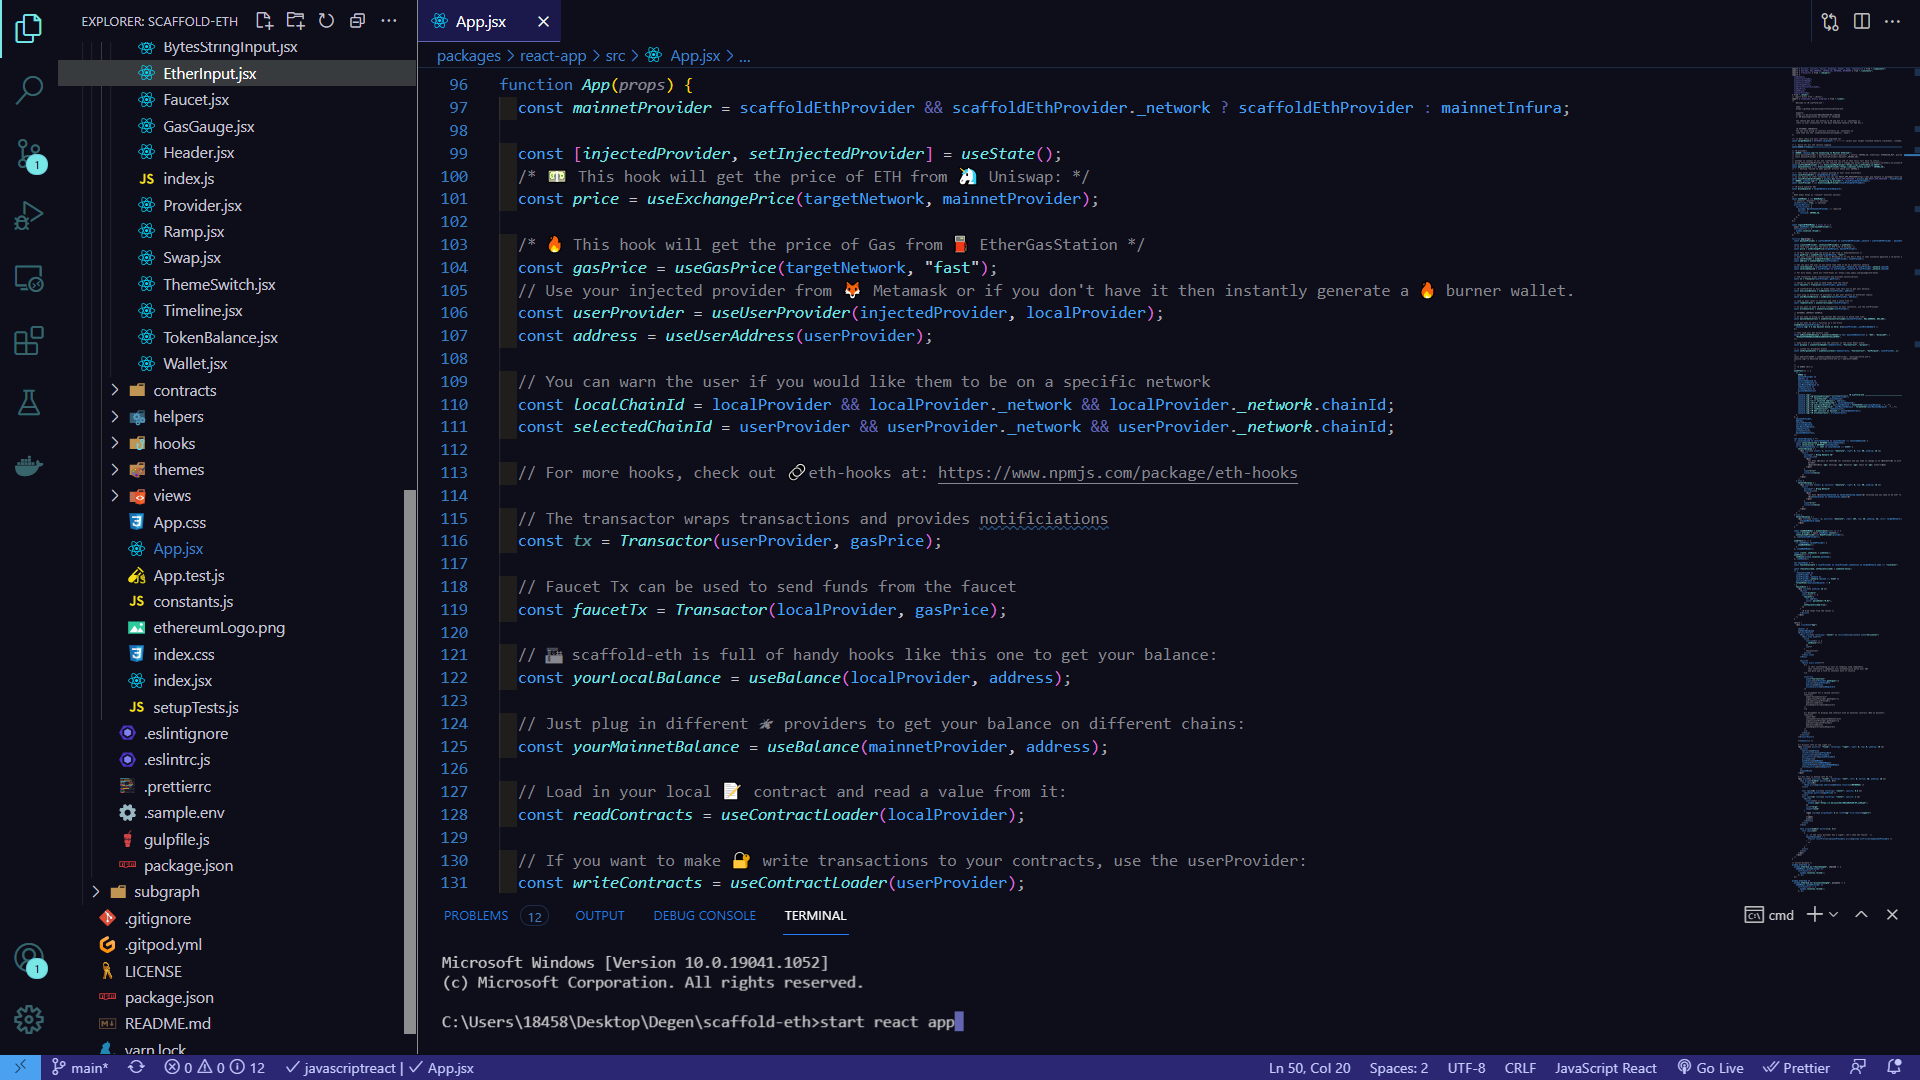 EXPLORER: SCAFFOLD-ETH
BytesStringInput.jsx
EtherInput.jsx
Faucet.jsx
GasGauge.jsx
Header.jsx
JS index.js
Provider.jsx
Ramp.jsx
Swap.jsx
ThemeSwitch.jsx
Timeline.jsx
TokenBalance.jsx
Wallet.jsx
contracts
helpers
hooks
themes
views
App.css
App.jsx
App.test.js
JS constants.js
ethereumLogo.png
index.css
index.jsx
JS setupTests.js
.eslintignore
.eslintrc.js
.prettierrc
.sample.env
gulpfile.js
package.json
subgraph
.gitignore
.gitpod.yml
LICENSE
package.json
README.md
yarn.lock
1
1
App.jsx
packages > react-app > src > App.jsx > ...
96 function App(props) {
97 const mainnetProvider = scaffoldEthProvider && scaffoldEthProvider._network ? scaffoldEthProvider : mainnetInfura;
98
99 const [injectedProvider, setInjectedProvider] = useState();
100 /* 💵 This hook will get the price of ETH from 🦄 Uniswap: */
101 const price = useExchangePrice(targetNetwork, mainnetProvider);
102
103 /* 🔥 This hook will get the price of Gas from ⛽️ EtherGasStation */
104 const gasPrice = useGasPrice(targetNetwork, "fast");
105 // Use your injected provider from 🦊 Metamask or if you don't have it then instantly generate a 🔥 burner wallet.
106 const userProvider = useUserProvider(injectedProvider, localProvider);
107 const address = useUserAddress(userProvider);
108
109 // You can warn the user if you would like them to be on a specific network
110 const localChainId = localProvider && localProvider._network && localProvider._network.chainId;
111 const selectedChainId = userProvider && userProvider._network && userProvider._network.chainId;
112
113 // For more hooks, check out 🔗eth-hooks at: https://www.npmjs.com/package/eth-hooks
114
115 // The transactor wraps transactions and provides notificiations
116 const tx = Transactor(userProvider, gasPrice);
117
118 // Faucet Tx can be used to send funds from the faucet
119 const faucetTx = Transactor(localProvider, gasPrice);
120
121 // 🏗 scaffold-eth is full of handy hooks like this one to get your balance:
122 const yourLocalBalance = useBalance(localProvider, address);
123
124 // Just plug in different 🛰 providers to get your balance on different chains:
125 const yourMainnetBalance = useBalance(mainnetProvider, address);
126
127 // Load in your local 📝 contract and read a value from it:
128 const readContracts = useContractLoader(localProvider);
129
130 // If you want to make 🔐 write transactions to your contracts, use the userProvider:
131 const writeContracts = useContractLoader(userProvider);
PROBLEMS 12 OUTPUT DEBUG CONSOLE TERMINAL
cmd
Microsoft Windows [Version 10.0.19041.1052]
(c) Microsoft Corporation. All rights reserved.
C:\Users\18458\Desktop\Degen\scaffold-eth>start react app
main* 0 0 12 javascriptreact | App.jsx
Ln 50, Col 20 Spaces: 2 UTF-8 CRLF JavaScript React Go Live Prettier